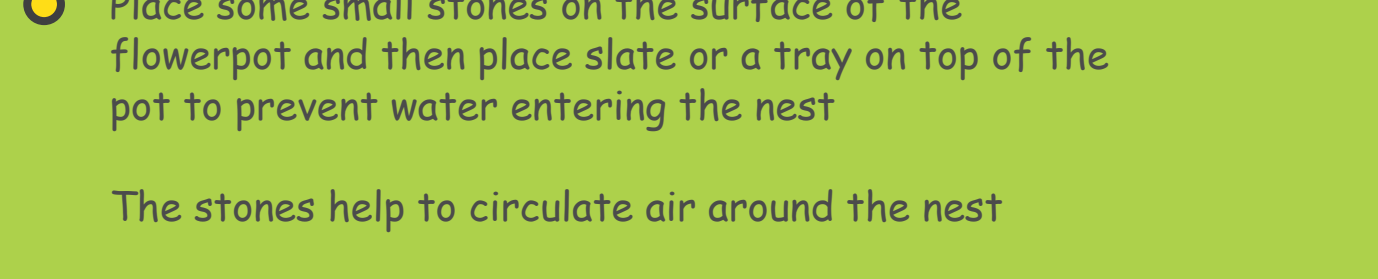 Place some small stones on the surface of the
flowerpot and then place slate or a tray on top of the
pot to prevent water entering the nest
The stones help to circulate air around the nest